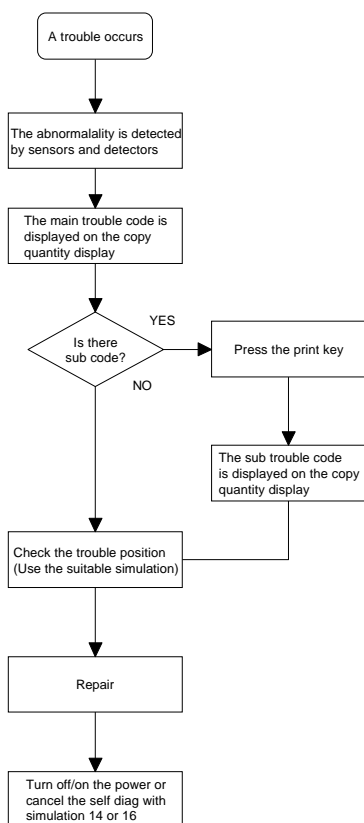 A trouble occurs
The abnormalality is detected
by sensors and detectors
The main trouble code is
displayed on the copy
quantity display
Is there
sub code?
YES
NO
Press the print key
The sub trouble code
is displayed on the copy
quantity display
Check the trouble position
(Use the suitable simulation)
Repair
Turn off/on the power or
cancel the self diag with
simulation 14 or 16